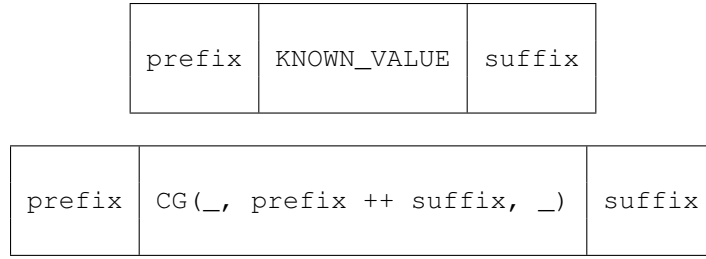 prefix KNOWN_VALUE suffix
prefix CG(_, prefix ++ suffix, _) suffix